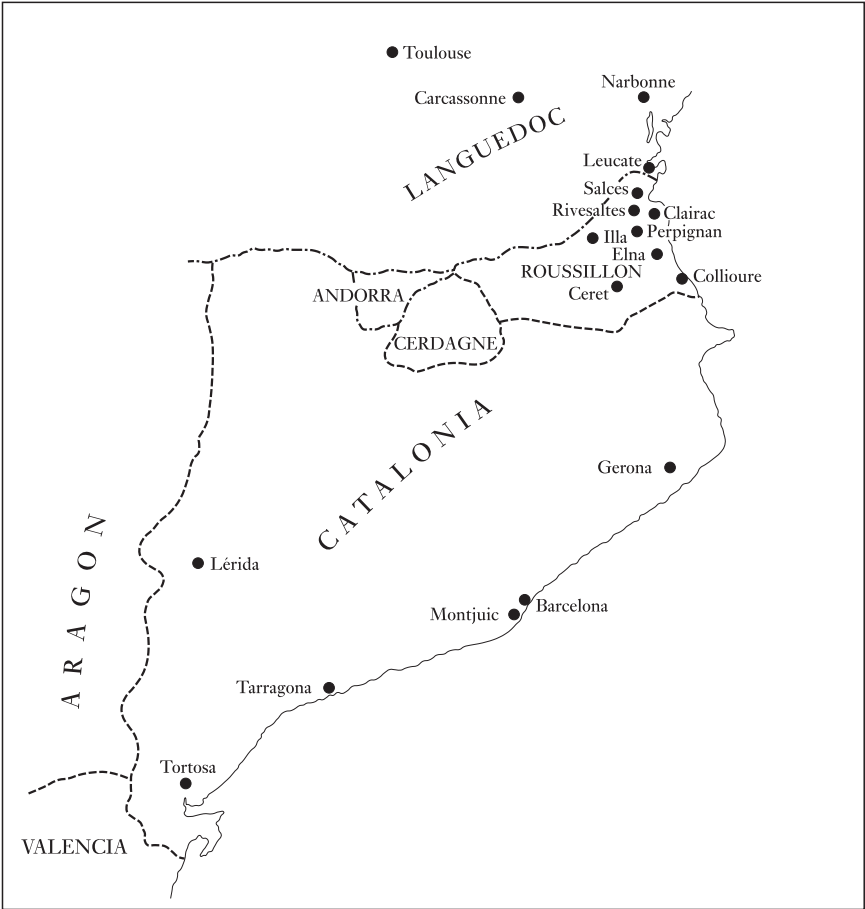 Toulouse
Carcassonne
Narbonne
LANGUEDOC
Leucate
Salces
Rivesaltes
Clairac
Illa
Perpignan
Elna
ROUSSILLON
Collioure
Ceret
ANDORRA
CERDAGNE
CATALONIA
Gerona
ARAGON
Lérida
Barcelona
Montjuic
Tarragona
Tortosa
VALENCIA